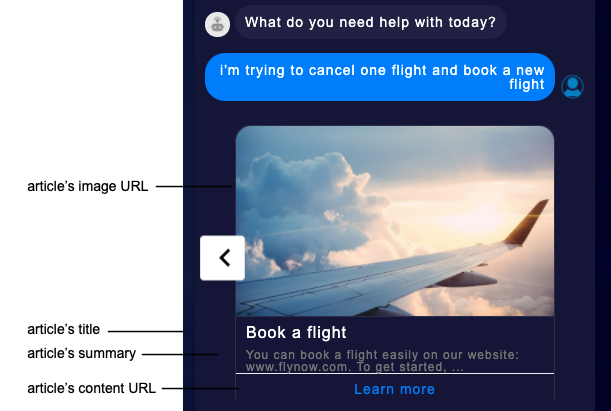 What do you need help with today?
i'm trying to cancel one flight and book a new
flight
article's image URL
article's title
Book a flight
article's summary
You can book a flight easily on our website:
www.flynow.com. To get started, ...
article's content URL
Learn more